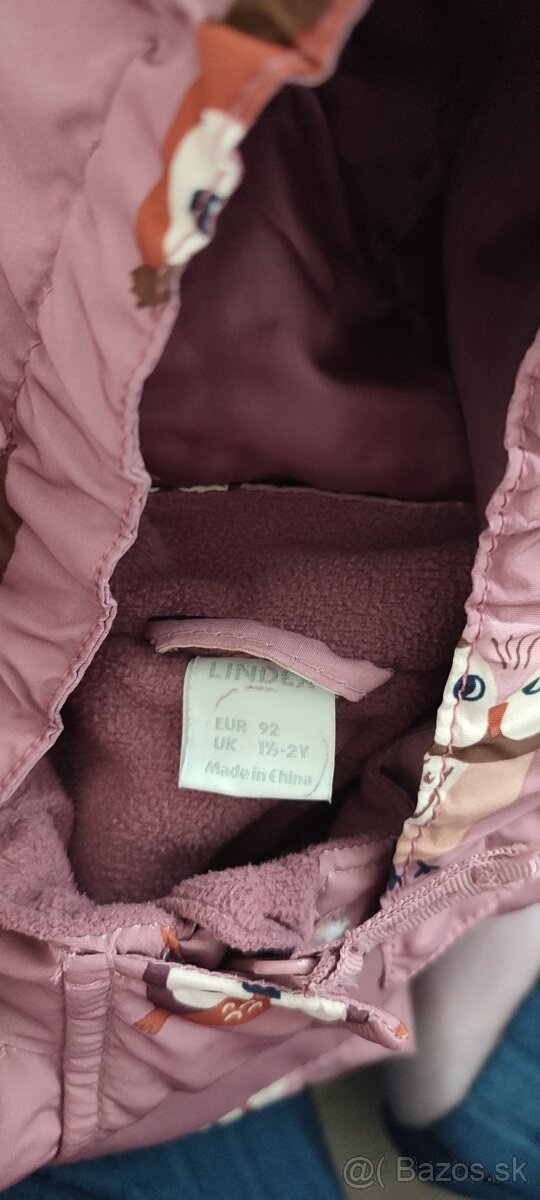 LINDEX
EUR 92
UK 1½-2Y
Made in China
@( Bazos.sk